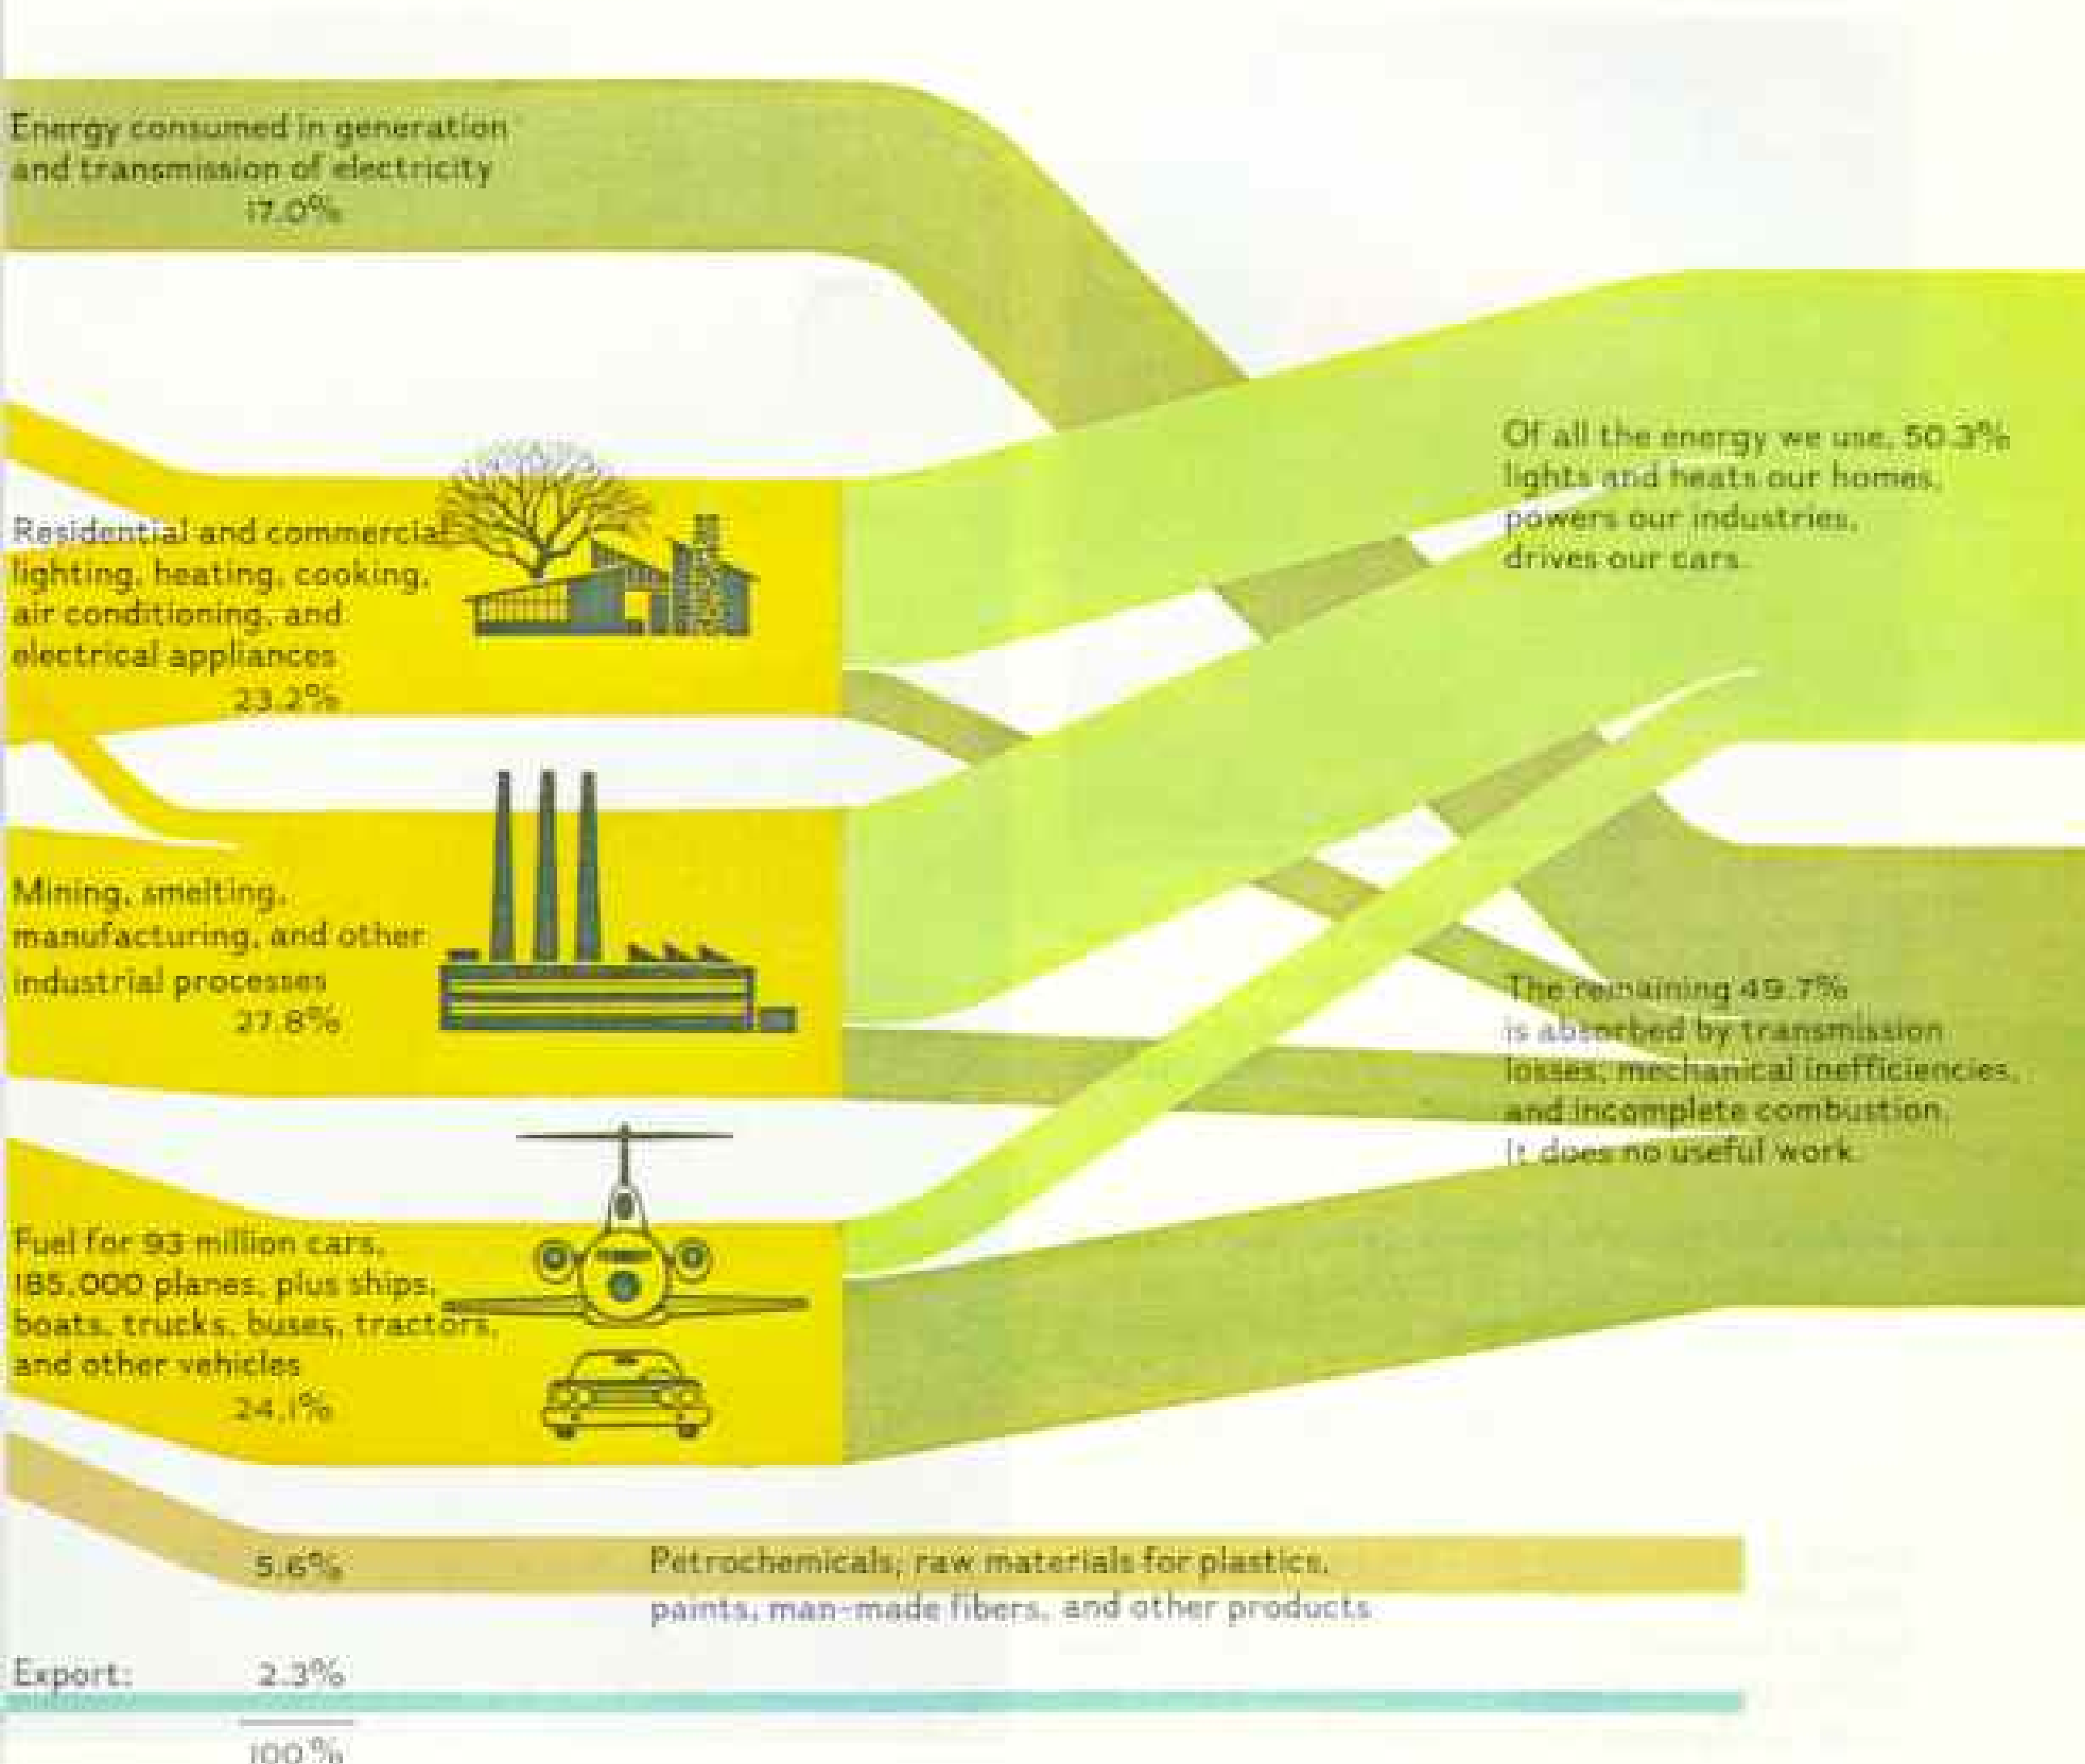 Energy consumed in generation
and transmission of electricity
17.0%
Residential and commercial
lighting, heating, cooking,
air conditioning, and
electrical appliances
23.2%
Mining, smelting,
manufacturing, and other
industrial processes
27.8%
Fuel for 93 million cars,
185,000 planes, plus ships,
boats, trucks, buses, tractors,
and other vehicles
24.1%
5.6%
Petrochemicals; raw materials for plastics,
paints, man-made fibers, and other products
Export: 2.3%
100%
Of all the energy we use, 50.3%
lights and heats our homes,
powers our industries,
drives our cars.
The remaining 49.7%
is absorbed by transmission
losses, mechanical inefficiencies,
and incomplete combustion.
It does no useful work.